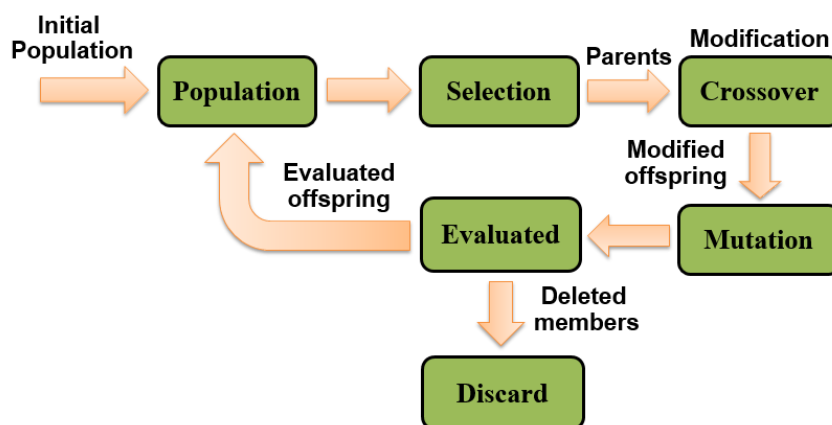 Initial
Population
Population
Selection
Parents
Modification
Crossover
Modified
offspring
Evaluated
offspring
Evaluated
Mutation
Deleted
members
Discard